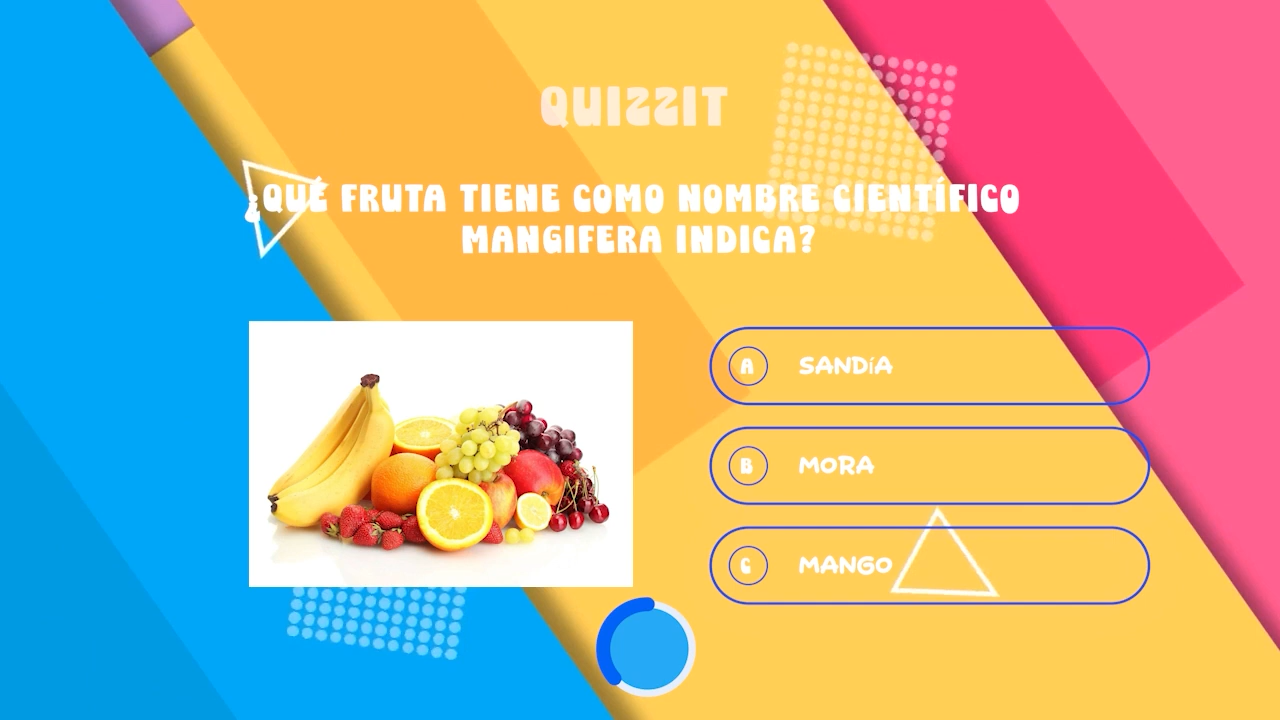 QUIZZIT
¿QUÉ FRUTA TIENE COMO NOMBRE CIENTÍFICO
MANGIFERA INDICA?
A SANDÍA
B MORA
C MANGO